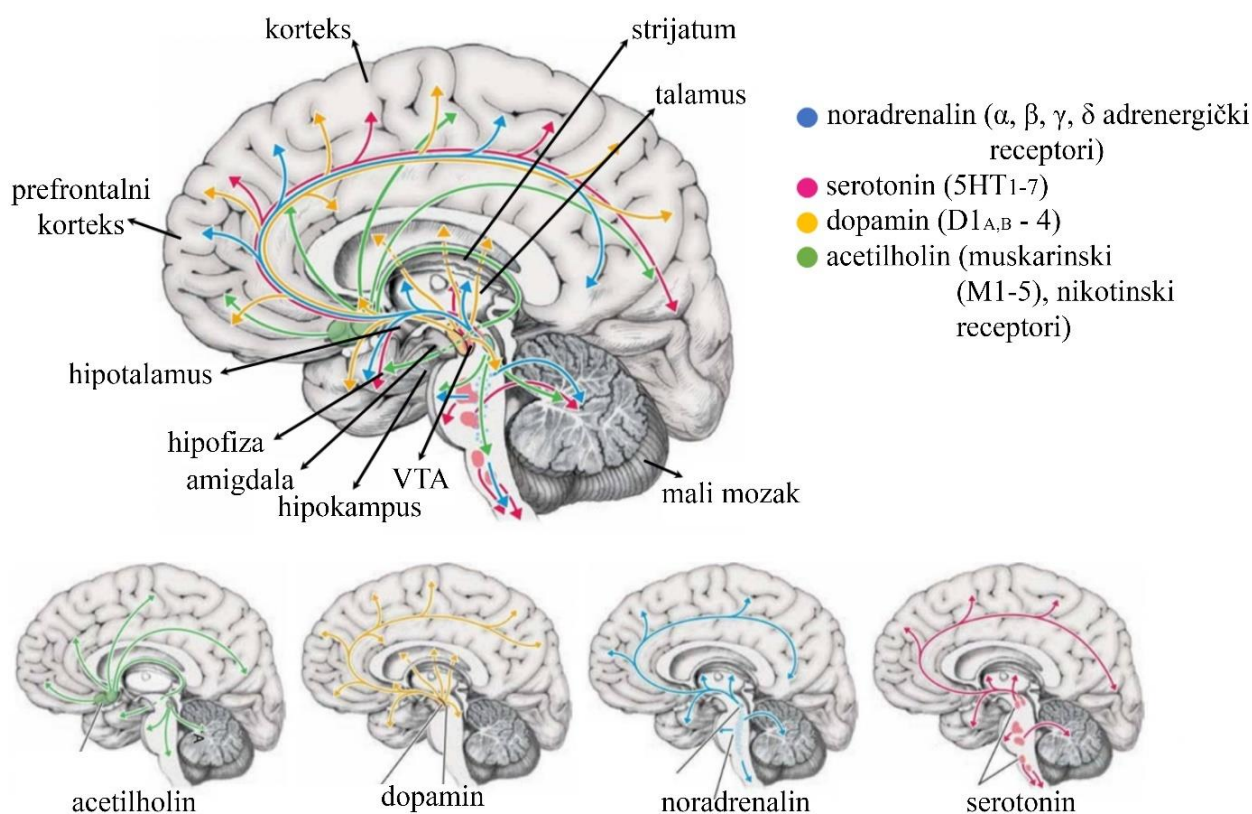 korteks
strijatum
talamus
prefrontalni
korteks
hipotalamus
hipofiza
amigdala
hipokampus
VTA
mali mozak
noradrenalin (α, β, γ, δ adrenergički
receptori)
serotonin (5HT1-7)
dopamin (D1A,B - 4)
acetilholin (muskarinski
(M1-5), nikotinski
receptori)
A
acetilholin
dopamin
noradrenalin
serotonin